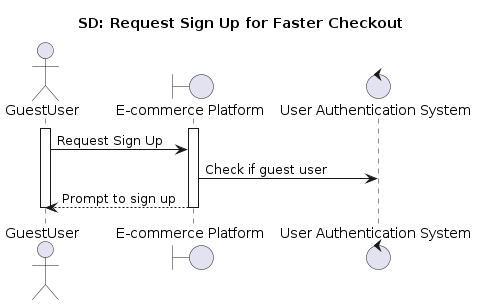 SD: Request Sign Up for Faster Checkout
GuestUser E-commerce Platform User Authentication System
Request Sign Up
Check if guest user
Prompt to sign up
GuestUser E-commerce Platform User Authentication System